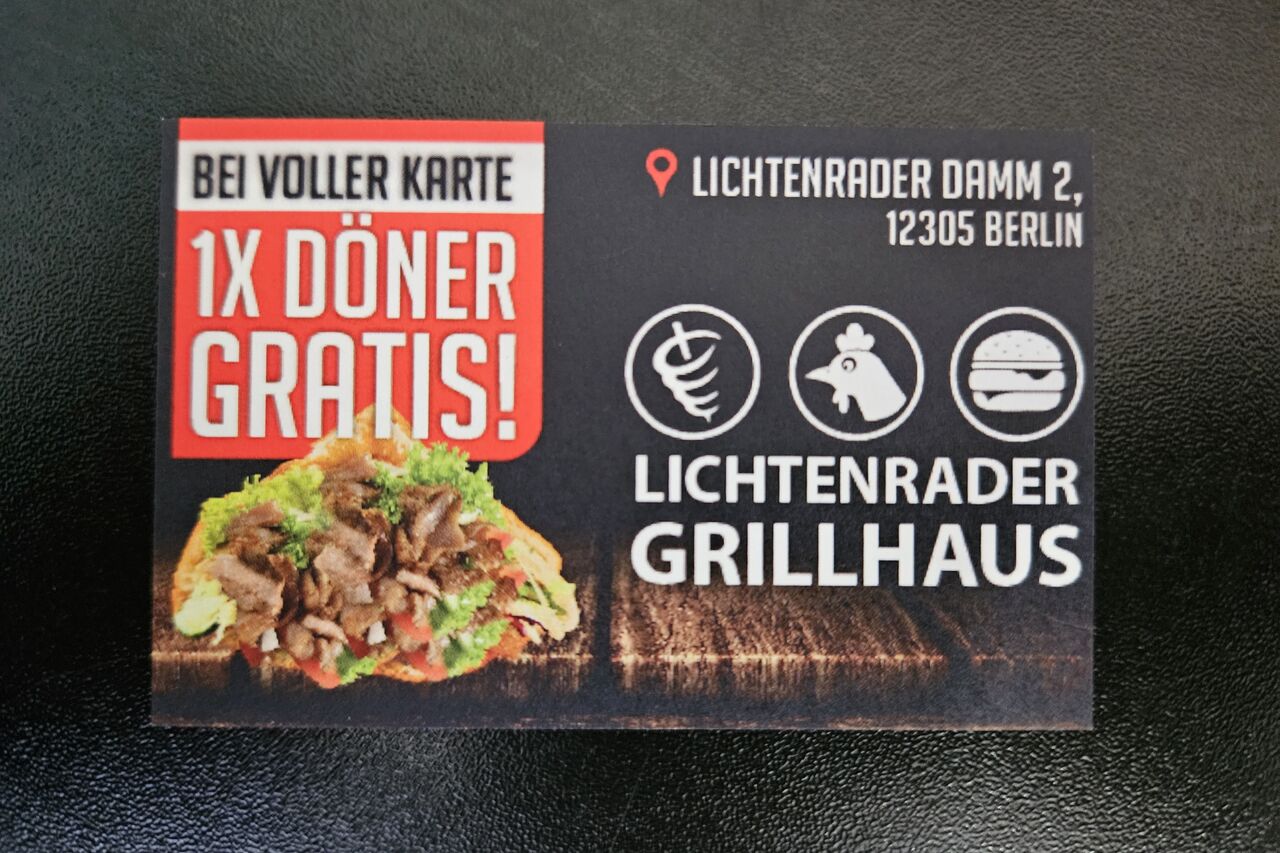 BEI VOLLER KARTE
1X DÖNER
GRATIS!
LICHTENRADER DAMM 2,
12305 BERLIN
LICHTENRADER
GRILLHAUS